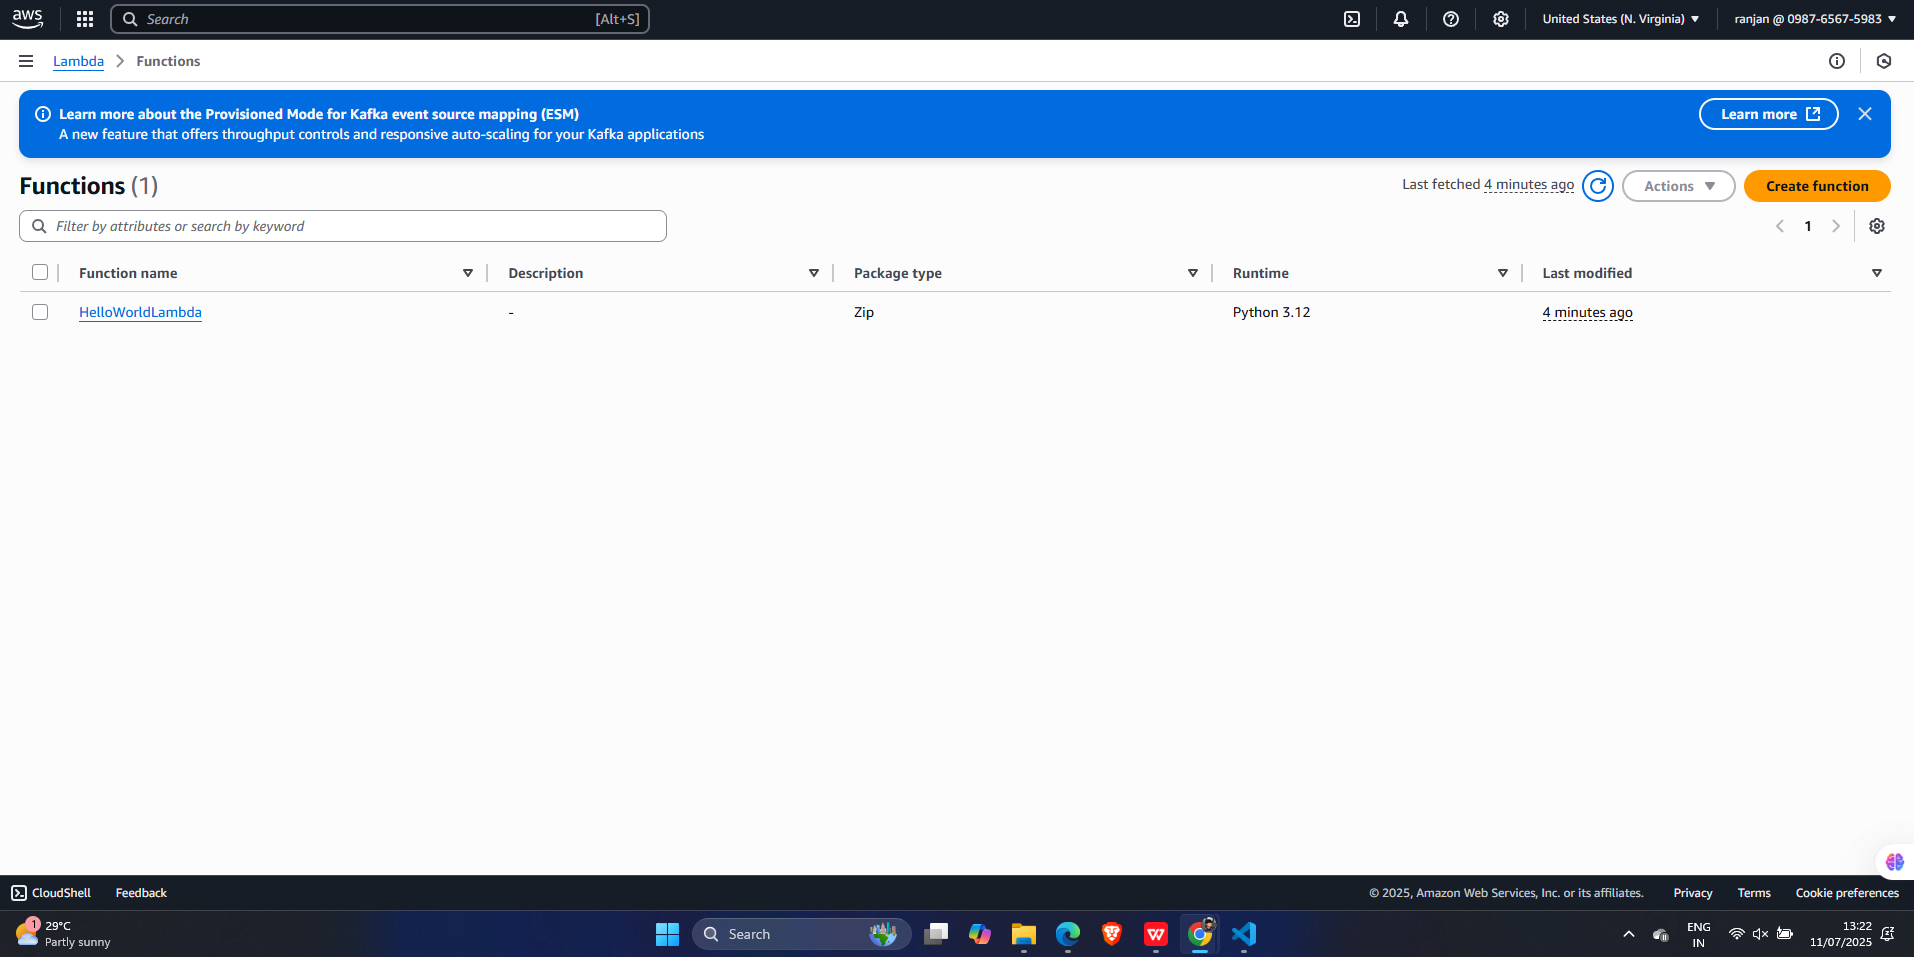 aws
Search [Alt+S]
United States (N. Virginia)
ranjan @ 0987-6567-5983
Lambda
Functions
Learn more about the Provisioned Mode for Kafka event source mapping (ESM)
A new feature that offers throughput controls and responsive auto-scaling for your Kafka applications
Learn more
Functions (1)
Last fetched 4 minutes ago
Actions
Create function
Filter by attributes or search by keyword
1
Function name
Description
Package type
Runtime
Last modified
HelloWorldLambda
-
Zip
Python 3.12
4 minutes ago
CloudShell
Feedback
© 2025, Amazon Web Services, Inc. or its affiliates.
Privacy
Terms
Cookie preferences
1
29°C
Partly sunny
Search
W
ENG
IN
13:22
11/07/2025